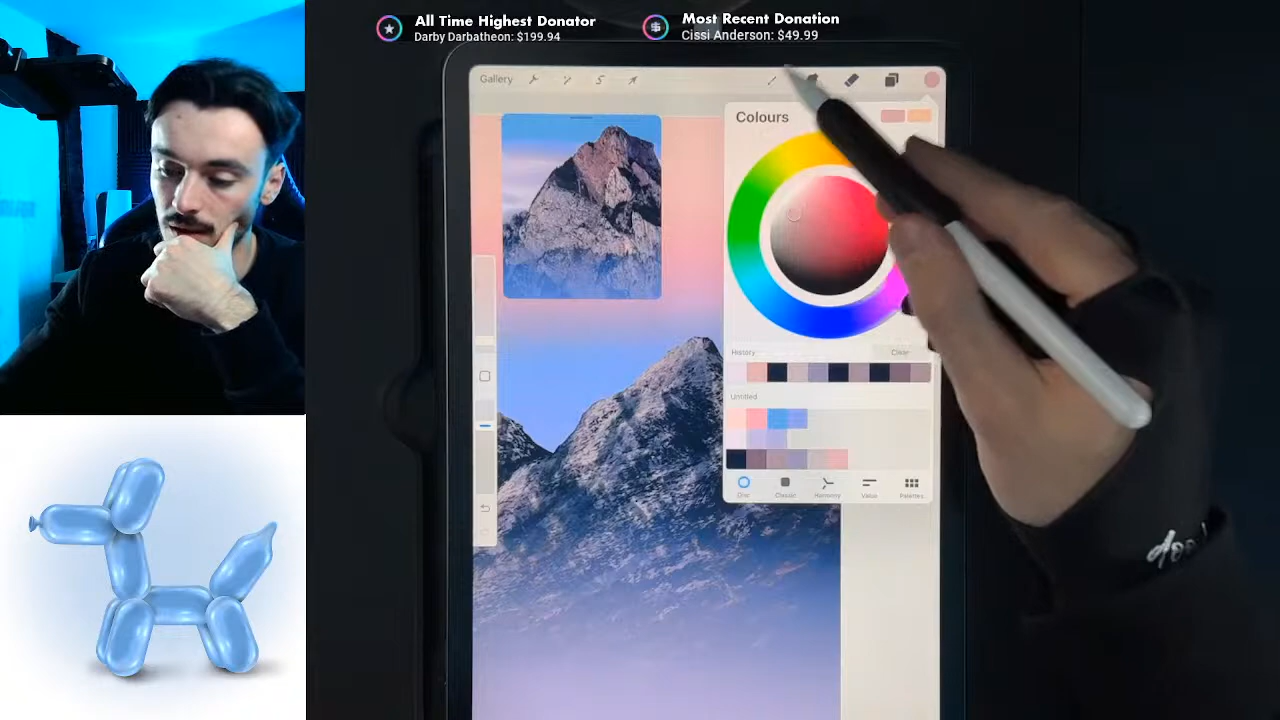 All Time Highest Donator
Darby Darbatheon: $199.94
Most Recent Donation
Cissi Anderson: $49.99
Gallery
Colours
History
Clear
Untitled
Disc
Classic
Harmony
Value
Palettes